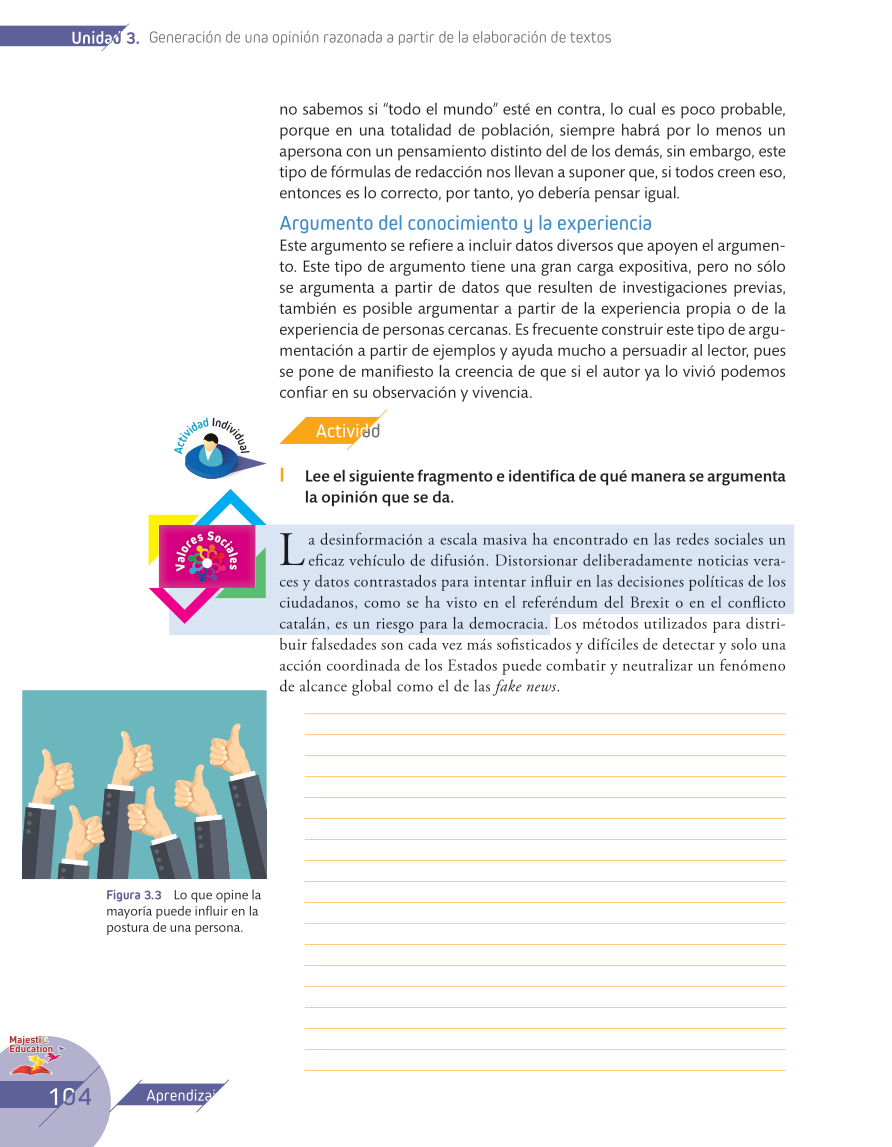 Unidad 3. Generación de una opinión razonada a partir de la elaboración de textos
no sabemos si “todo el mundo” esté en contra, lo cual es poco probable,
porque en una totalidad de población, siempre habrá por lo menos un
apersona con un pensamiento distinto del de los demás, sin embargo, este
tipo de fórmulas de redacción nos llevan a suponer que, si todos creen eso,
entonces es lo correcto, por tanto, yo debería pensar igual.
Argumento del conocimiento y la experiencia
Este argumento se refiere a incluir datos diversos que apoyen el argumen-
to. Este tipo de argumento tiene una gran carga expositiva, pero no sólo
se argumenta a partir de datos que resulten de investigaciones previas,
también es posible argumentar a partir de la experiencia propia o de la
experiencia de personas cercanas. Es frecuente construir este tipo de argu-
mentación a partir de ejemplos y ayuda mucho a persuadir al lector, pues
se pone de manifiesto la creencia de que si el autor ya lo vivió podemos
confiar en su observación y vivencia.
Actividad Individual
Actividd
I Lee el siguiente fragmento e identifica de qué manera se argumenta
la opinión que se da.
Valores Sociales
La desinformación a escala masiva ha encontrado en las redes sociales un
eficaz vehículo de difusión. Distorsionar deliberadamente noticias vera-
ces y datos contrastados para intentar influir en las decisiones políticas de los
ciudadanos, como se ha visto en el referéndum del Brexit o en el conflicto
catalán, es un riesgo para la democracia. Los métodos utilizados para distri-
buir falsedades son cada vez más sofisticados y difíciles de detectar y solo una
acción coordinada de los Estados puede combatir y neutralizar un fenómeno
de alcance global como el de las fake news.
Figura 3.3 Lo que opine la
mayoría puede influir en la
postura de una persona.
Majestic
Education
104
Aprendizaj